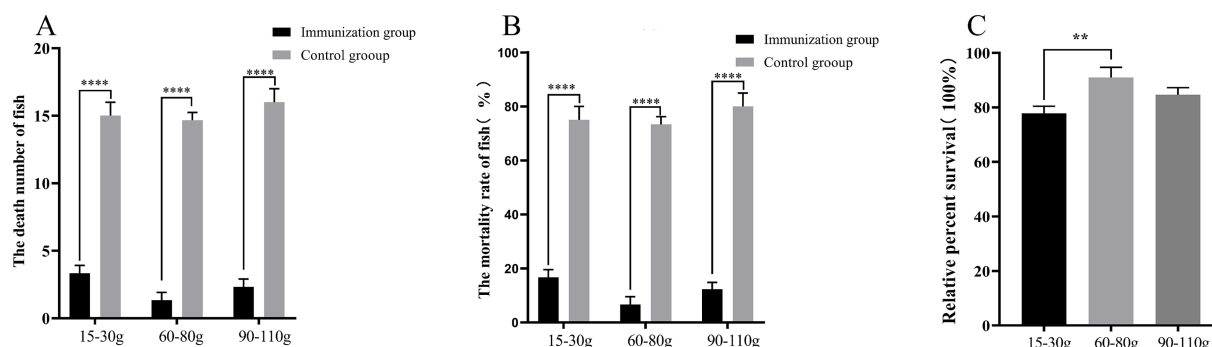 A
The death number of fish
20
15
10
5
0
Immunization group
Control grooup
****
****
****
15-30g
60-80g
90-110g
B
The mortality rate of fish( %)
100
80
60
40
20
0
Immunization group
Control grooup
****
****
****
15-30g
60-80g
90-110g
C
Relative percent survival( 100%)
100
80
60
40
20
0
**
15-30g
60-80g
90-110g